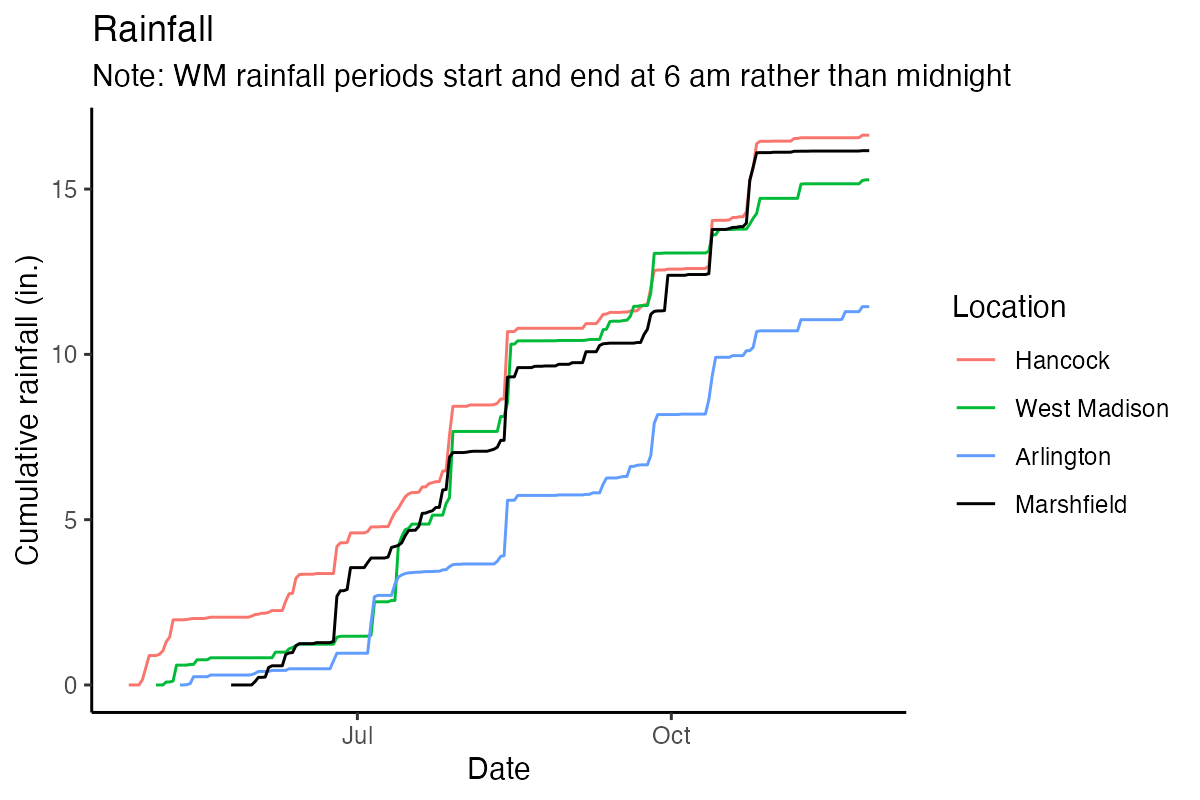 Rainfall
Note: WM rainfall periods start and end at 6 am rather than midnight
Cumulative rainfall (in.)
15
10
5
0
Jul
Oct
Date
Location
Hancock
West Madison
Arlington
Marshfield